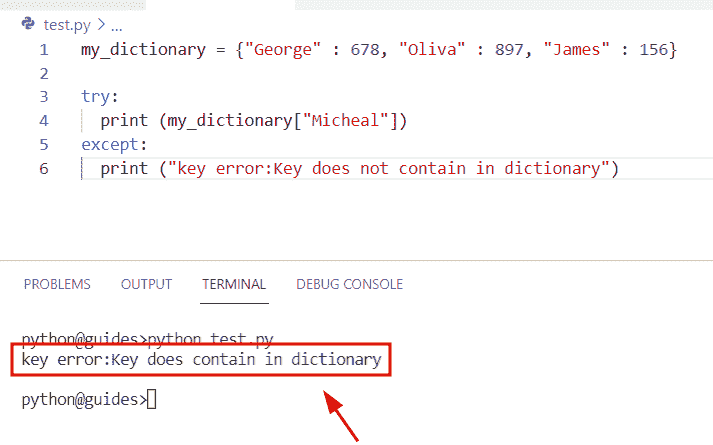 test.py > ...
1 my_dictionary = {"George" : 678, "Oliva" : 897, "James" : 156}
2
3 try:
4 print (my_dictionary["Micheal"])
5 except:
6 print ("key error:Key does not contain in dictionary")
PROBLEMS OUTPUT TERMINAL DEBUG CONSOLE
python@guides>python test.py
key error:Key does contain in dictionary
python@guides>